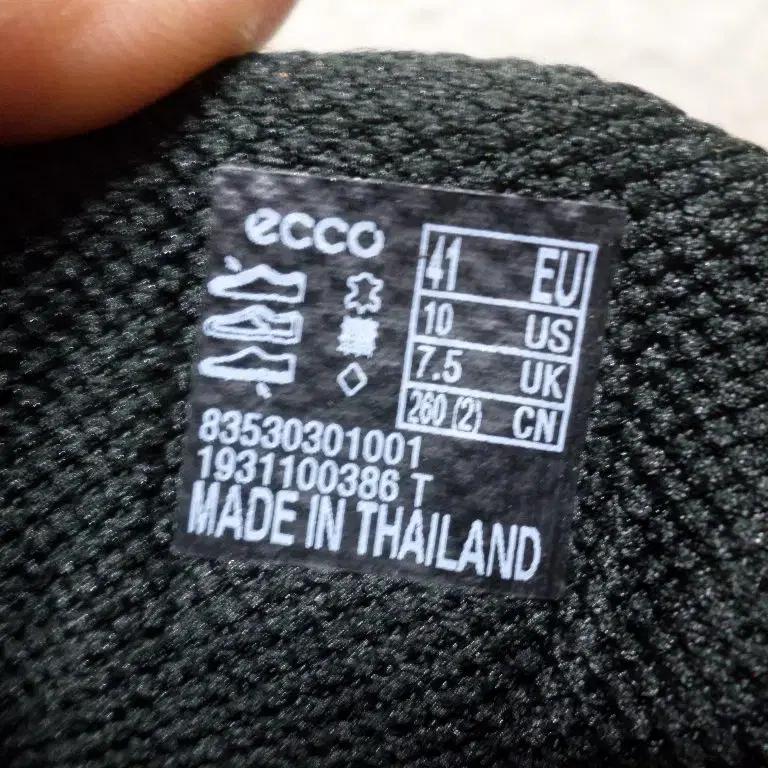 ecco
41 EU
10 US
7.5 UK
260 (2) CN
83530301001
1931100386 T
MADE IN THAILAND